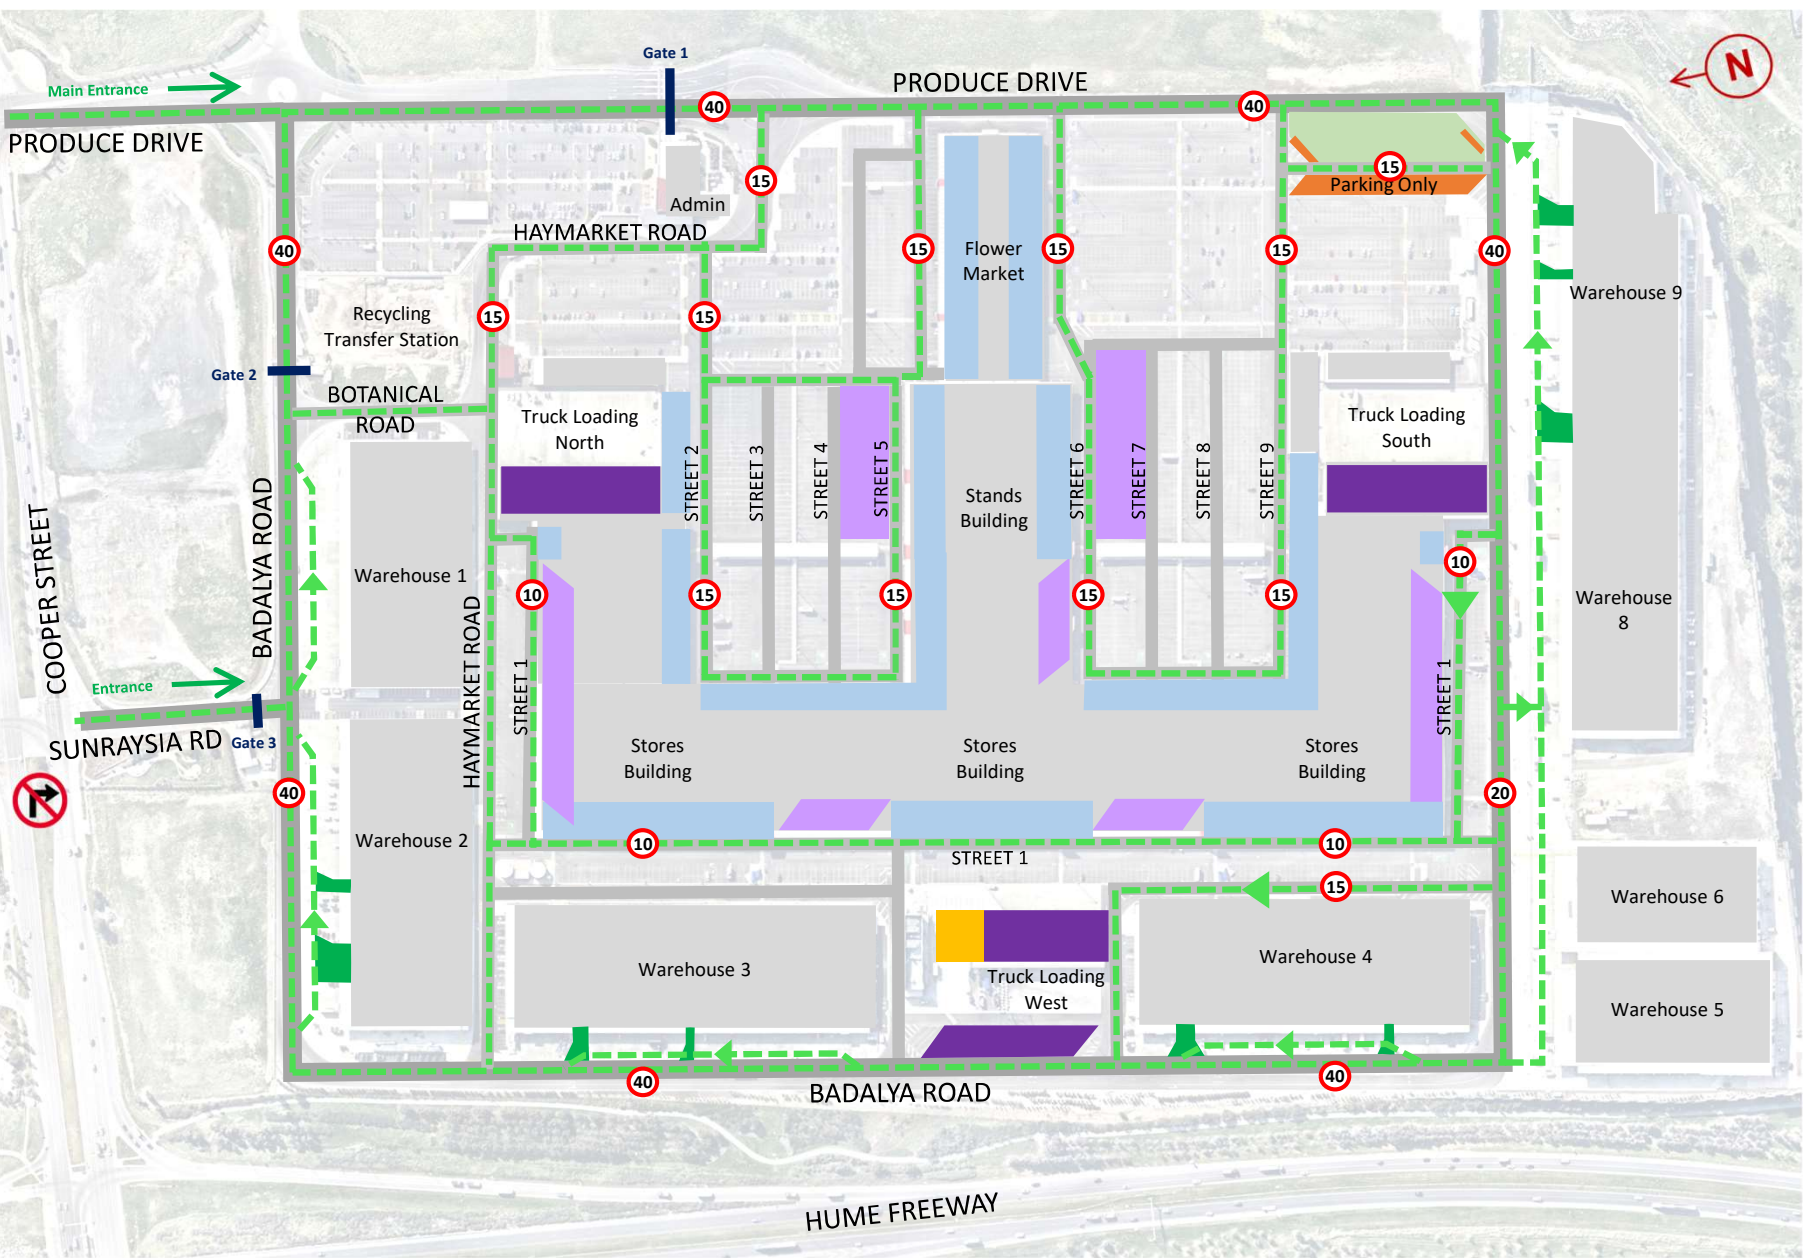 Gate 1
PRODUCE DRIVE
Main Entrance
40
40
N
PRODUCE DRIVE
15
15
Parking Only
Admin
HAYMARKET ROAD
40
15
Flower
Market
15
15
40
Warehouse 9
Recycling
Transfer Station
15
15
Gate 2
BOTANICAL
ROAD
Truck Loading
North
Truck Loading
South
STREET 2
STREET 3
STREET 4
STREET 5
Stands
Building
STREET 6
STREET 7
STREET 8
STREET 9
BADALYA ROAD
COOPER STREET
Warehouse 1
10
15
15
15
15
10
Warehouse
8
HAYMARKET ROAD
STREET 1
STREET 1
Entrance
SUNRAYSIA RD
Gate 3
Stores
Building
Stores
Building
Stores
Building
40
20
Warehouse 2
10
10
STREET 1
15
Warehouse 6
Warehouse 3
Truck Loading
West
Warehouse 4
Warehouse 5
40
40
BADALYA ROAD
HUME FREEWAY